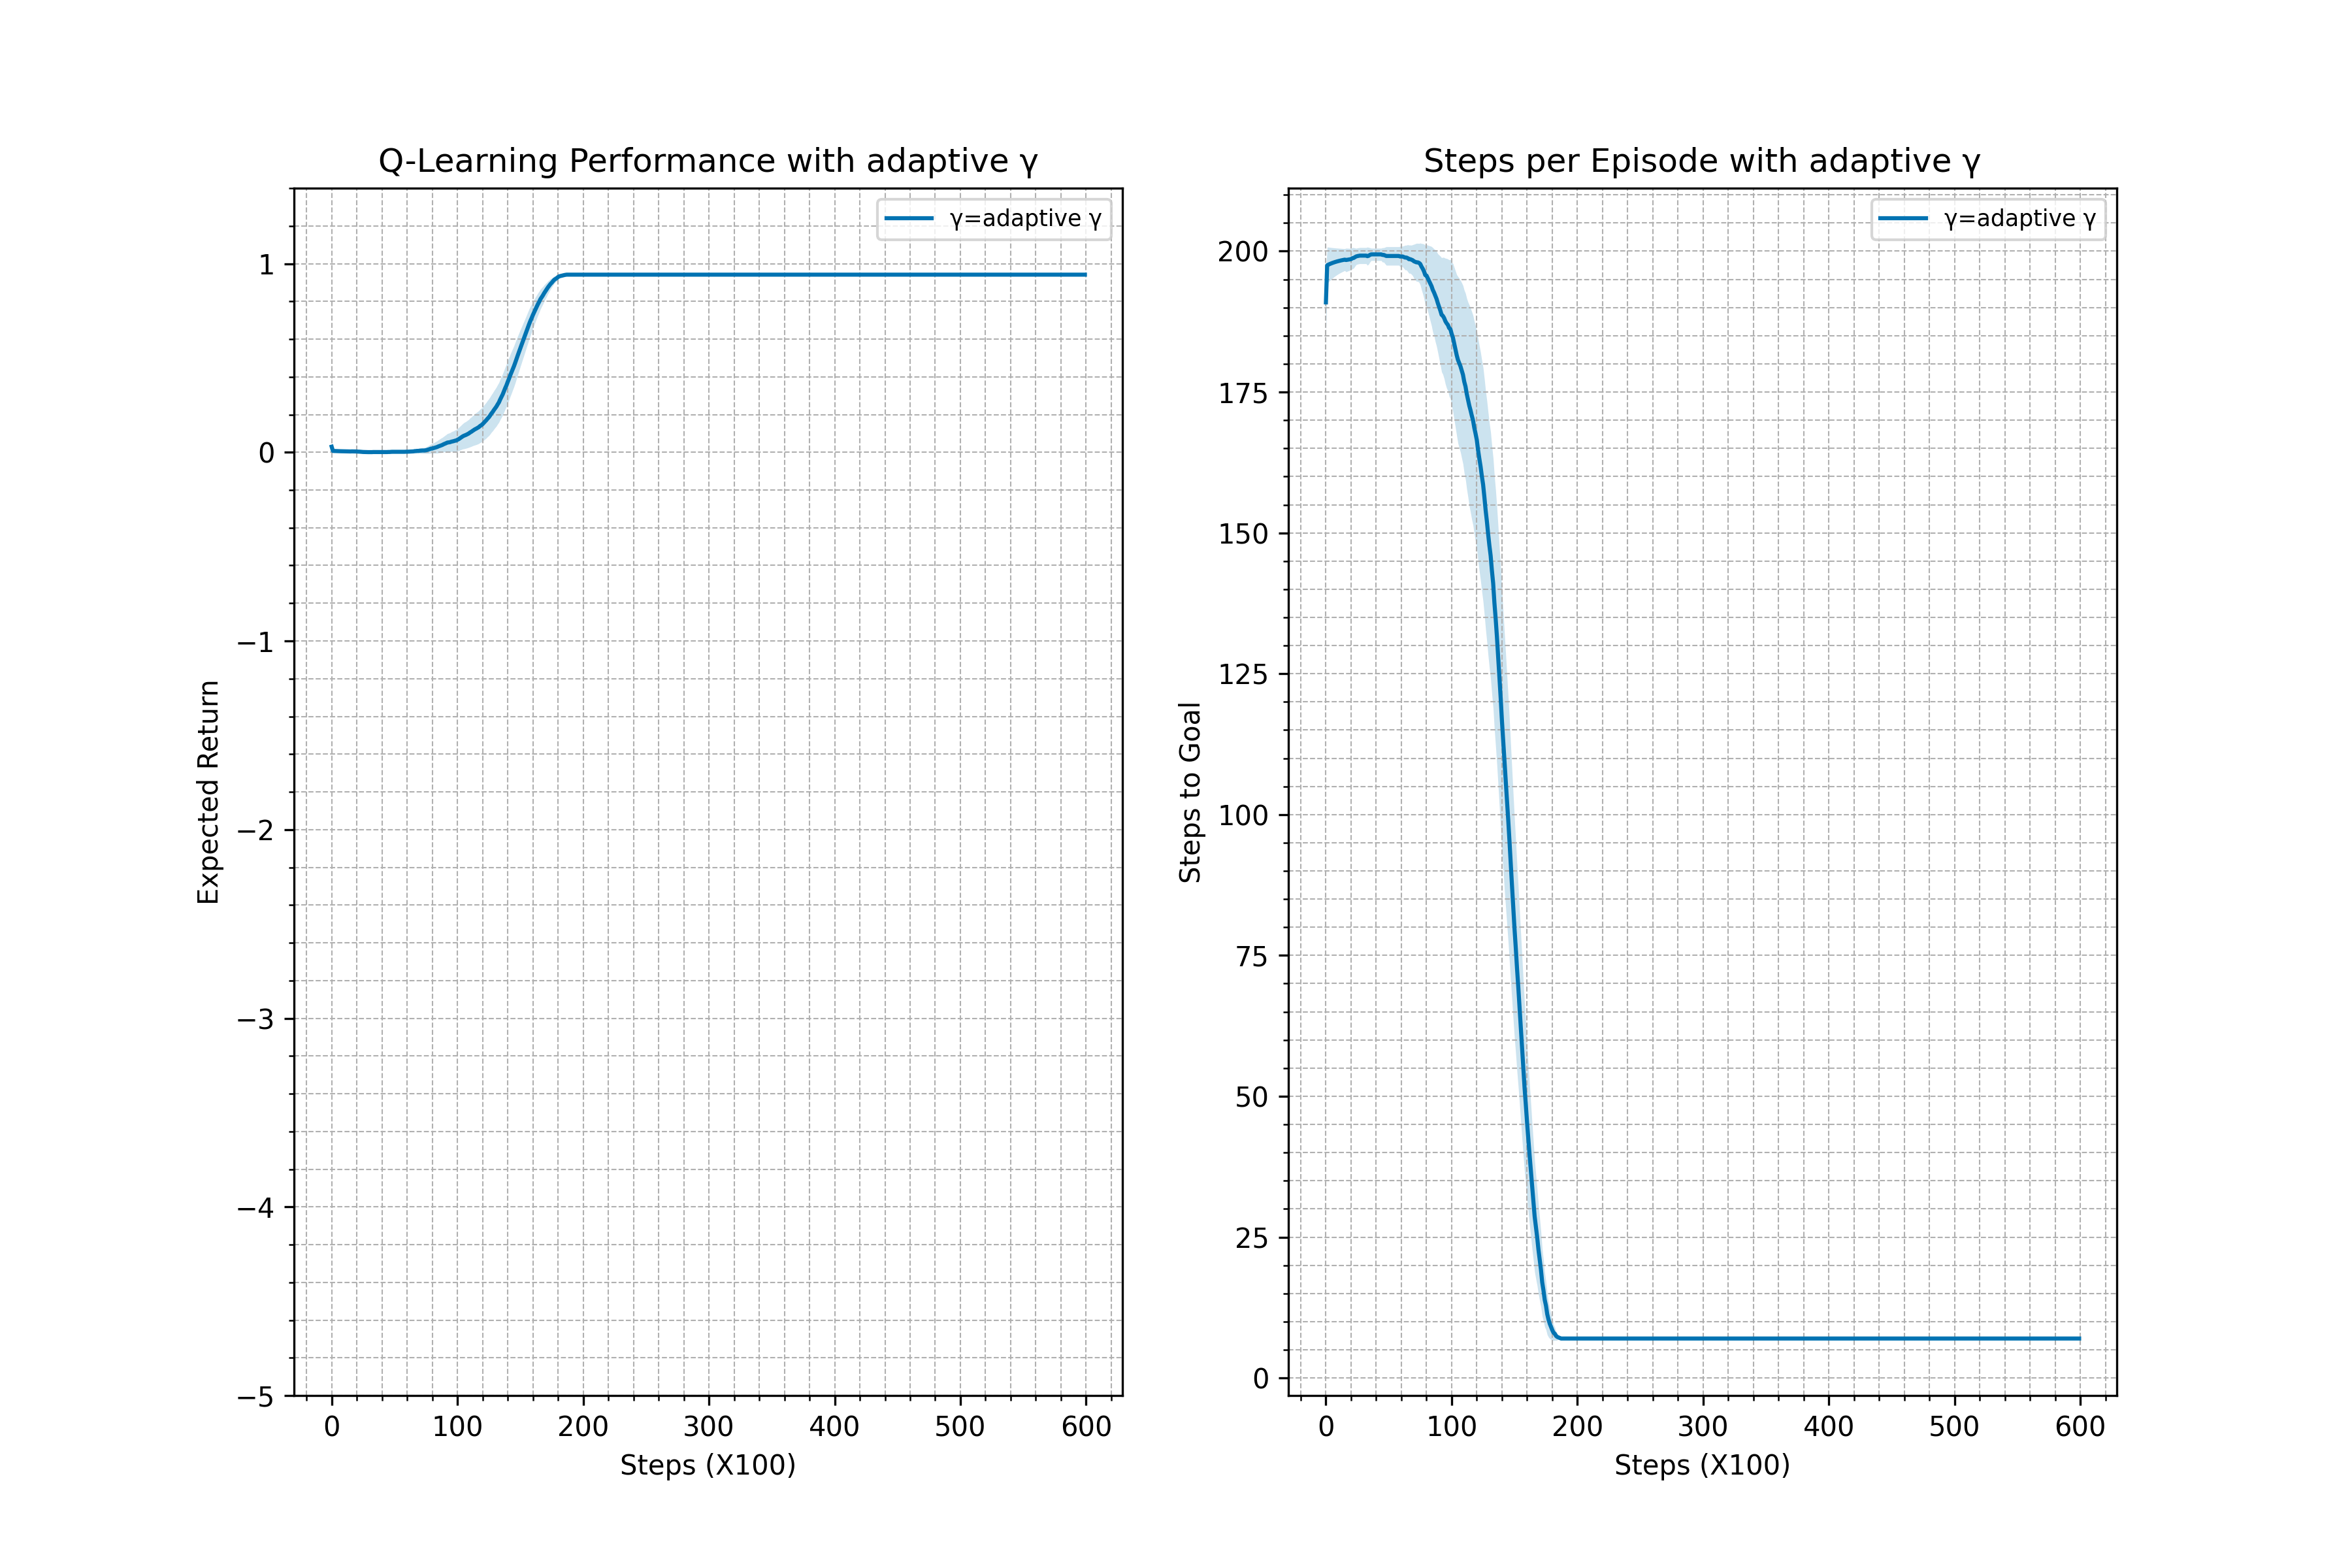 Q-Learning Performance with adaptive γ
γ=adaptive γ
1
0
−1
−2
−3
−4
−5
Expected Return
0 100 200 300 400 500 600
Steps (X100)
Steps per Episode with adaptive γ
γ=adaptive γ
200
175
150
125
100
75
50
25
0
Steps to Goal
0 100 200 300 400 500 600
Steps (X100)